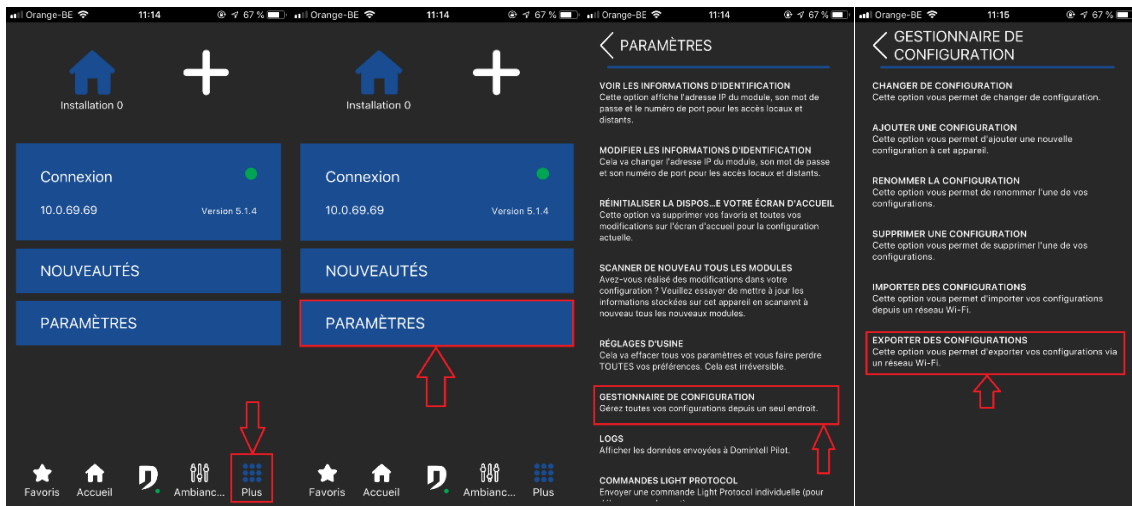 Orange-BE 11:14 67 %
Installation 0
Connexion
10.0.69.69 Version 5.1.4
NOUVEAUTÉS
PARAMÈTRES
Favoris Accueil Ambianc... Plus
Orange-BE 11:14 67 %
Installation 0
Connexion
10.0.69.69 Version 5.1.4
NOUVEAUTÉS
PARAMÈTRES
Favoris Accueil Ambianc... Plus
Orange-BE 11:14 67 %
PARAMÈTRES
VOIR LES INFORMATIONS D'IDENTIFICATION
Cette option affiche l'adresse IP du module, son mot de
passe et le numéro de port pour les accès locaux et
distants.
MODIFIER LES INFORMATIONS D'IDENTIFICATION
Cela va changer l'adresse IP du module, son mot de passe
et son numéro de port pour les accès locaux et distants.
RÉINITIALISER LA DISPOS...E VOTRE ÉCRAN D'ACCUEIL
Cette option va supprimer vos favoris et toutes vos
modifications sur l'écran d'accueil pour la configuration
actuelle.
SCANNER DE NOUVEAU TOUS LES MODULES
Avez-vous réalisé des modifications dans votre
configuration ? Veuillez essayer de mettre à jour les
informations stockées sur cet appareil en scanannt à
nouveau tous les nouveaux modules.
RÉGLAGES D'USINE
Cela va effacer tous vos paramètres et vous faire perdre
TOUTES vos préférences. Cela est irréversible.
GESTIONNAIRE DE CONFIGURATION
Gérez toutes vos configurations depuis un seul endroit.
LOGS
Afficher les données envoyées à Domintell Pilot.
COMMANDES LIGHT PROTOCOL
Envoyer une commande Light Protocol individuelle (pour
Orange-BE 11:15 67 %
GESTIONNAIRE DE
CONFIGURATION
CHANGER DE CONFIGURATION
Cette option vous permet de changer de configuration.
AJOUTER UNE CONFIGURATION
Cette option vous permet d'ajouter une nouvelle
configuration à cet appareil.
RENOMMER LA CONFIGURATION
Cette option vous permet de renommer l'une de vos
configurations.
SUPPRIMER UNE CONFIGURATION
Cette option vous permet de supprimer l'une de vos
configurations.
IMPORTER DES CONFIGURATIONS
Cette option vous permet d'importer vos configurations
depuis un réseau Wi-Fi.
EXPORTER DES CONFIGURATIONS
Cette option vous permet d'exporter vos configurations via
un réseau Wi-Fi.